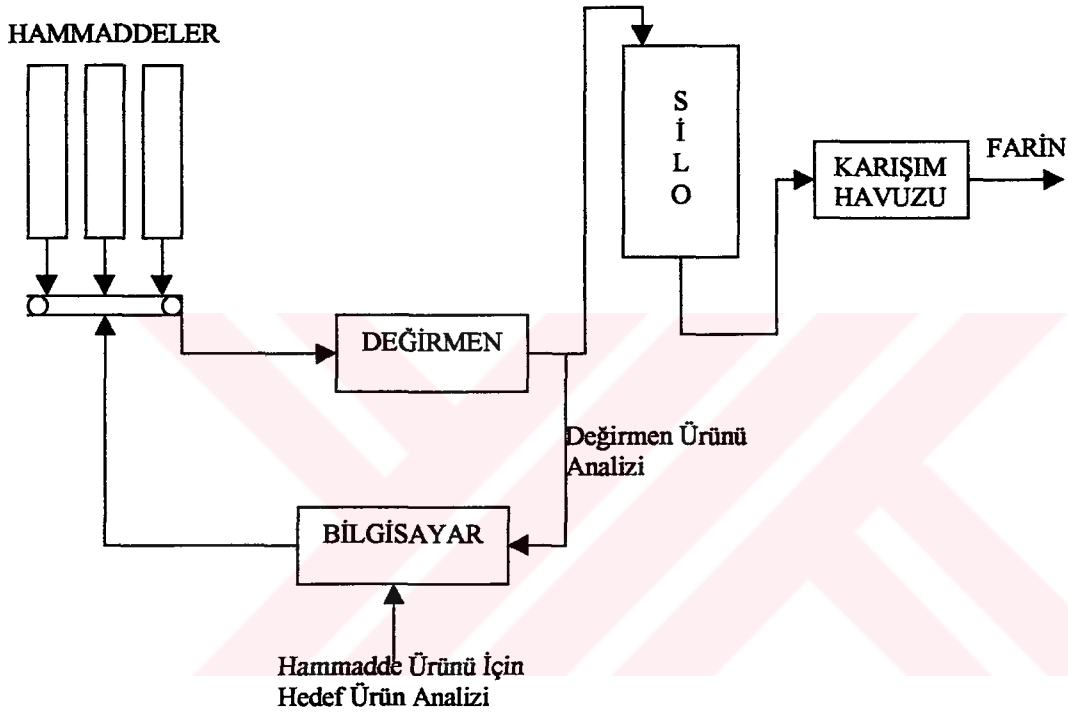 HAMMADDELER
S
İ
L
O
KARIŞIM
HAVUZU
FARİN
DEĞİRMEN
Değirmen Ürünü
Analizi
BİLGİSAYAR
Hammadde Ürünü İçin
Hedef Ürün Analizi